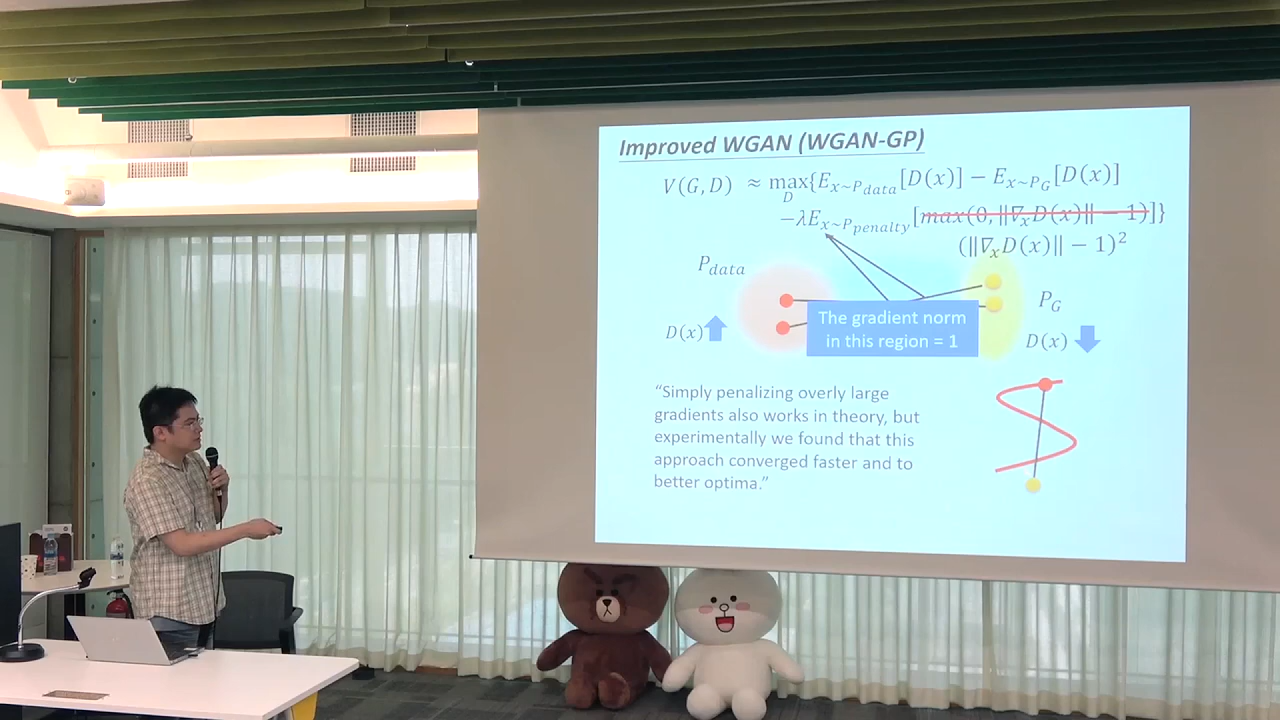 Improved WGAN (WGAN-GP)
V(G, D) ≈ max_D{E_{x~P_data}[D(x)] − E_{x~P_G}[D(x)]
−λE_{x~P_penalty}[max(0, ‖∇_x D(x)‖ − 1)]}
(‖∇_x D(x)‖ − 1)²
P_data
P_G
D(x)
The gradient norm
in this region = 1
D(x)
“Simply penalizing overly large
gradients also works in theory, but
experimentally we found that this
approach converged faster and to
better optima.”